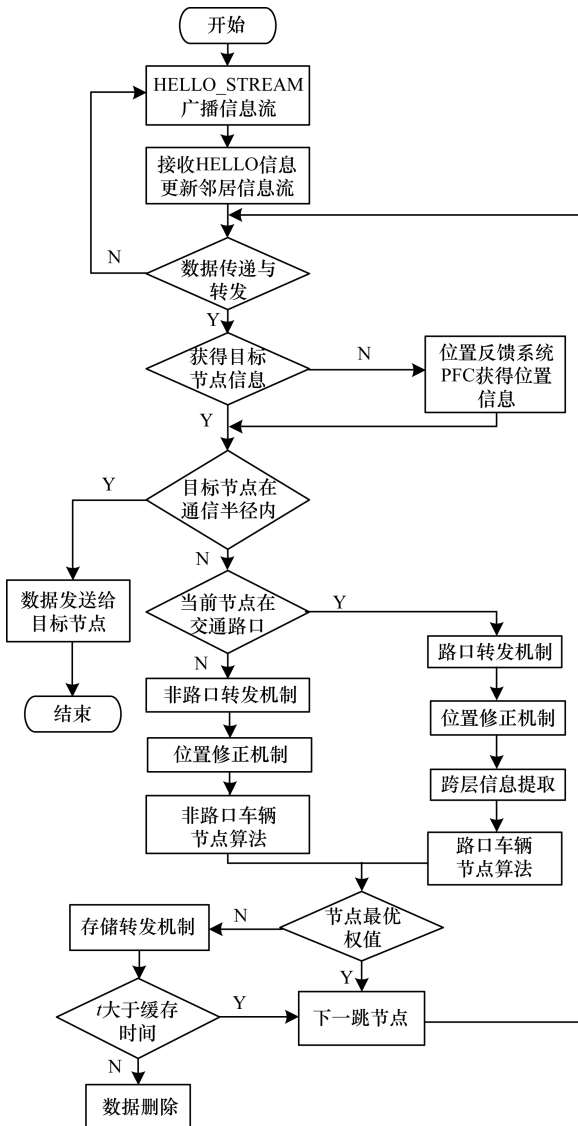 开始
HELLO_STREAM
广播信息流
接收HELLO信息
更新邻居信息流
N
数据传递与
转发
Y
获得目标
节点信息
N
位置反馈系统
PFC获得位置
信息
Y
Y
目标节点在
通信半径内
N
数据发送给
目标节点
当前节点在
交通路口
Y
路口转发机制
N
非路口转发机制
结束
位置修正机制
位置修正机制
跨层信息提取
非路口车辆
节点算法
路口车辆
节点算法
存储转发机制
N
节点最优
权值
Y
t大于缓存
时间
Y
下一跳节点
N
数据删除